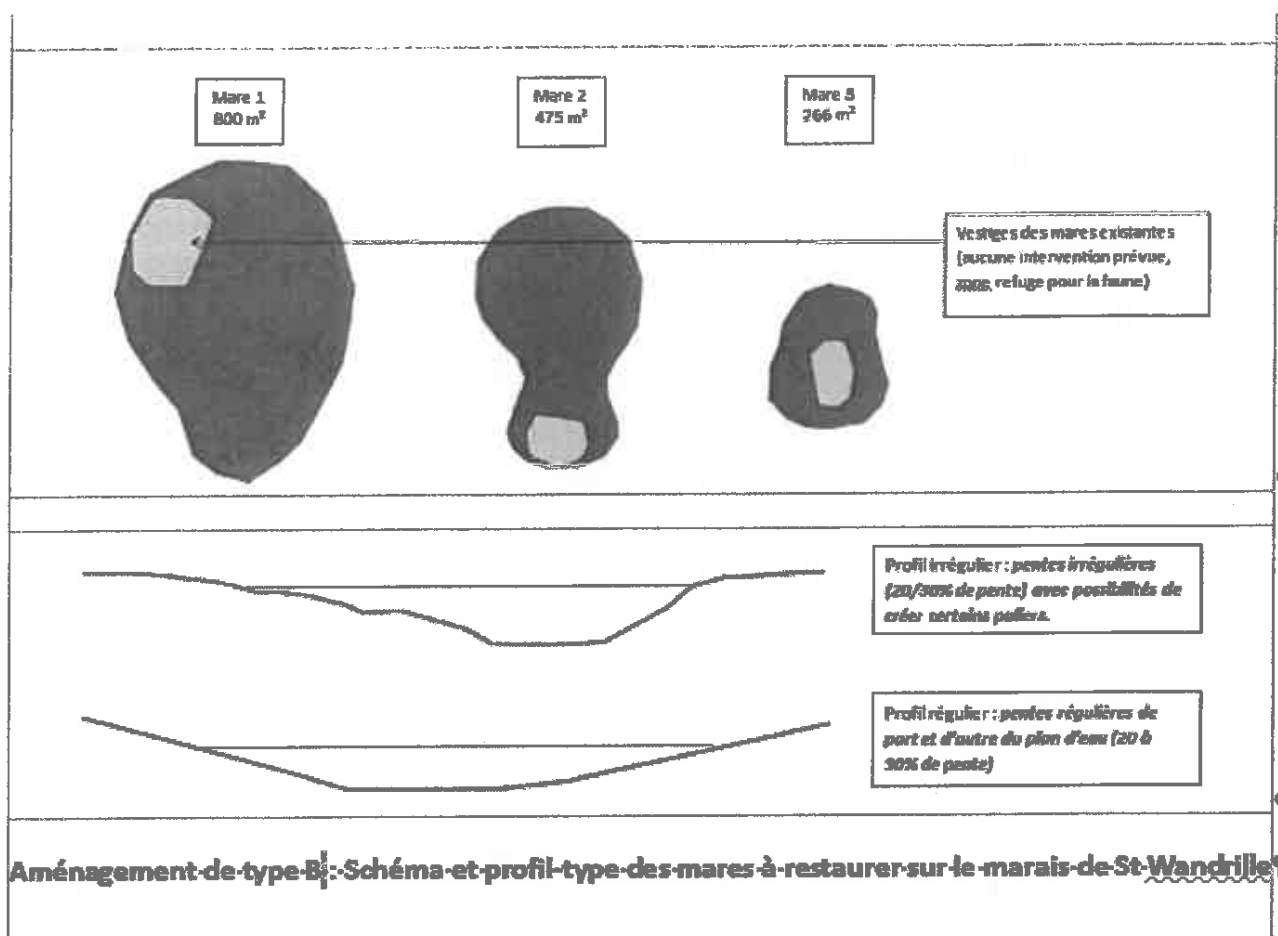 Mare 1
800 m²
Mare 2
475 m²
Mare 3
266 m²
Vestiges des mares existantes
(aucune intervention prévue,
zone refuge pour la faune)
Profil irrégulier : pentes irrégulières
(20/30% de pente) avec possibilités de
créer certains paliers.
Profil régulier : pentes régulières de
part et d'autre du plan d'eau (20 à
30% de pente)
Aménagement de type B : Schéma et profil-type des mares à restaurer sur le marais de St Wandrille